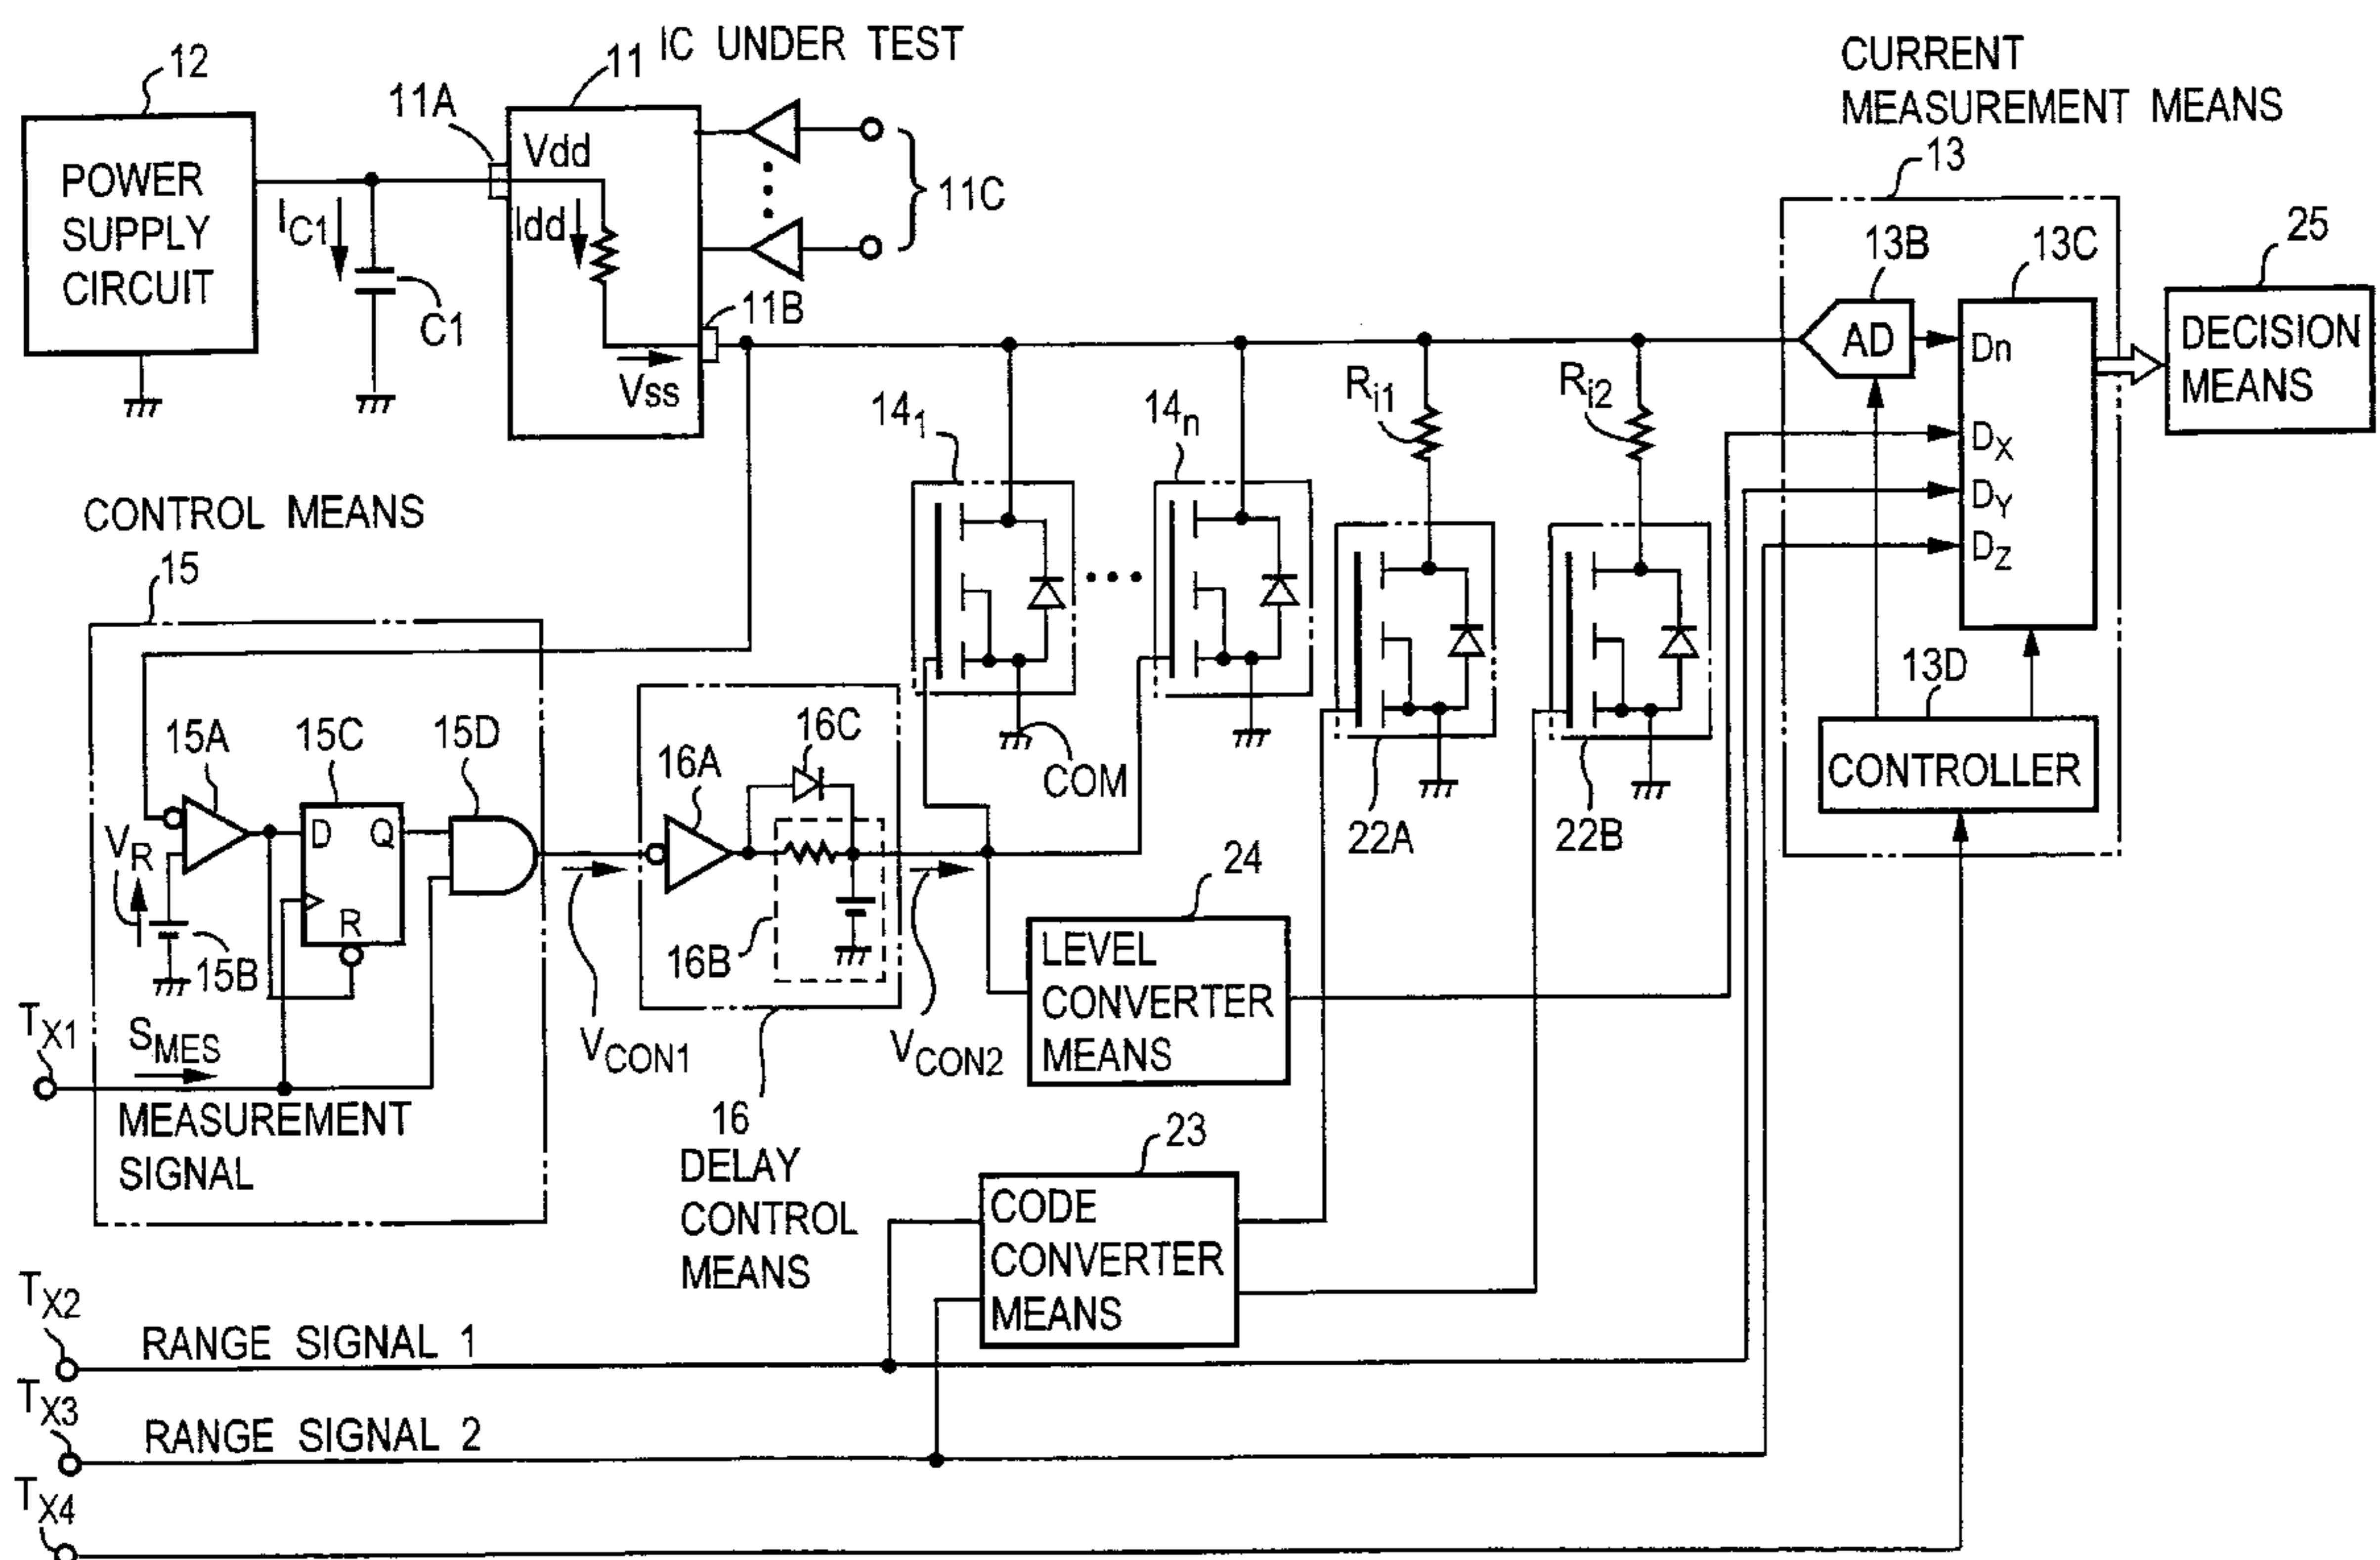 12
POWER
SUPPLY
CIRCUIT
IC1
C1
11A
11
IC UNDER TEST
Vdd
Idd
Vss
11B
11C
CURRENT
MEASUREMENT MEANS
13
13B
13C
AD
Dn
DX
DY
DZ
25
DECISION
MEANS
13D
CONTROLLER
141
14n
Ri1
Ri2
COM
22A
22B
CONTROL MEANS
15
15A
15C
15D
VR
15B
D
Q
R
TX1
SMES
MEASUREMENT
SIGNAL
16A
16C
16B
VCON1
VCON2
16
DELAY
CONTROL
MEANS
24
LEVEL
CONVERTER
MEANS
23
CODE
CONVERTER
MEANS
TX2
RANGE SIGNAL 1
TX3
RANGE SIGNAL 2
TX4